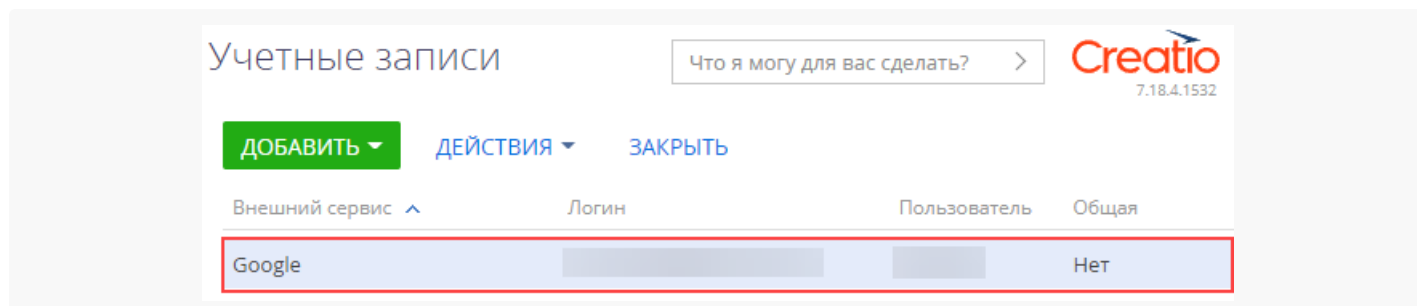 Учетные записи
Что я могу для вас сделать?
Creatio
7.18.4.1532
ДОБАВИТЬ ДЕЙСТВИЯ ЗАКРЫТЬ
Внешний сервис Логин Пользователь Общая
Google Нет